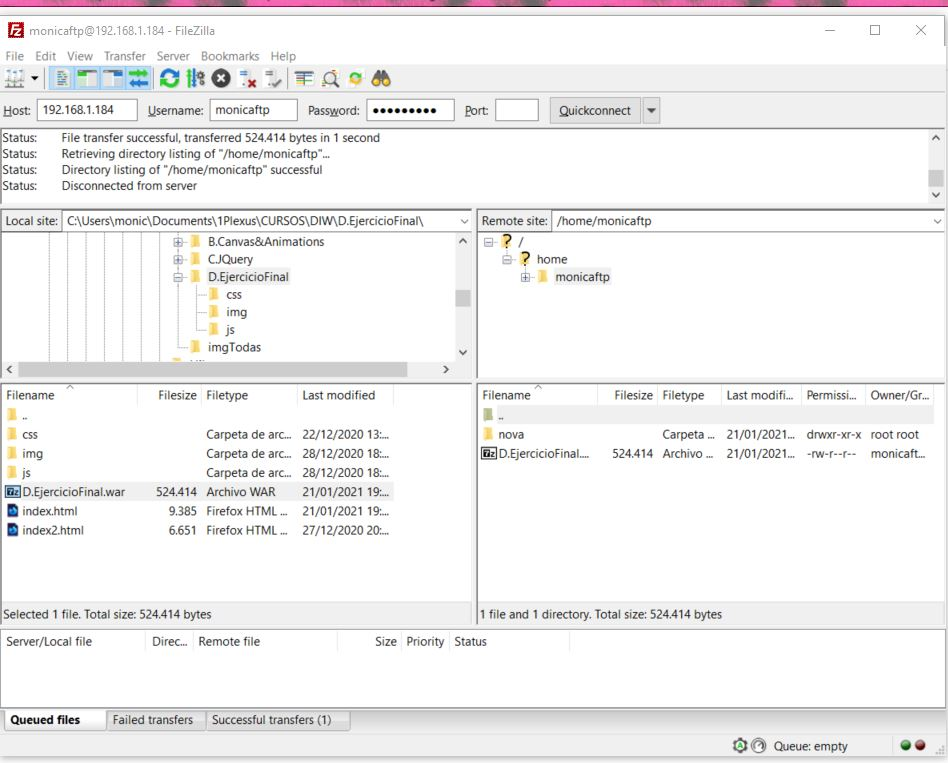 monicaftp@192.168.1.184 - FileZilla
File Edit View Transfer Server Bookmarks Help
Host: 192.168.1.184 Username: monicaftp Password: ●●●●●●●●● Port: Quickconnect
Status: File transfer successful, transferred 524.414 bytes in 1 second
Status: Retrieving directory listing of "/home/monicaftp"...
Status: Directory listing of "/home/monicaftp" successful
Status: Disconnected from server
Local site: C:\Users\monic\Documents\1Plexus\CURSOS\DIW\D.EjercicioFinal\
B.Canvas&Animations
C.JQuery
D.EjercicioFinal
css
img
js
imgTodas
Filename Filesize Filetype Last modified
..
css Carpeta de arc... 22/12/2020 13:...
img Carpeta de arc... 28/12/2020 18:...
js Carpeta de arc... 28/12/2020 18:...
D.EjercicioFinal.war 524.414 Archivo WAR 21/01/2021 19:...
index.html 9.385 Firefox HTML ... 21/01/2021 19:...
index2.html 6.651 Firefox HTML ... 27/12/2020 20:...
Selected 1 file. Total size: 524.414 bytes
Remote site: /home/monicaftp
/
home
monicaftp
Filename Filesize Filetype Last modifi... Permissi... Owner/Gr...
..
nova Carpeta ... 21/01/2021... drwxr-xr-x root root
D.EjercicioFinal.... 524.414 Archivo ... 21/01/2021... -rw-r--r-- monicaft...
1 file and 1 directory. Total size: 524.414 bytes
Server/Local file Direc... Remote file Size Priority Status
Queued files Failed transfers Successful transfers (1)
Queue: empty